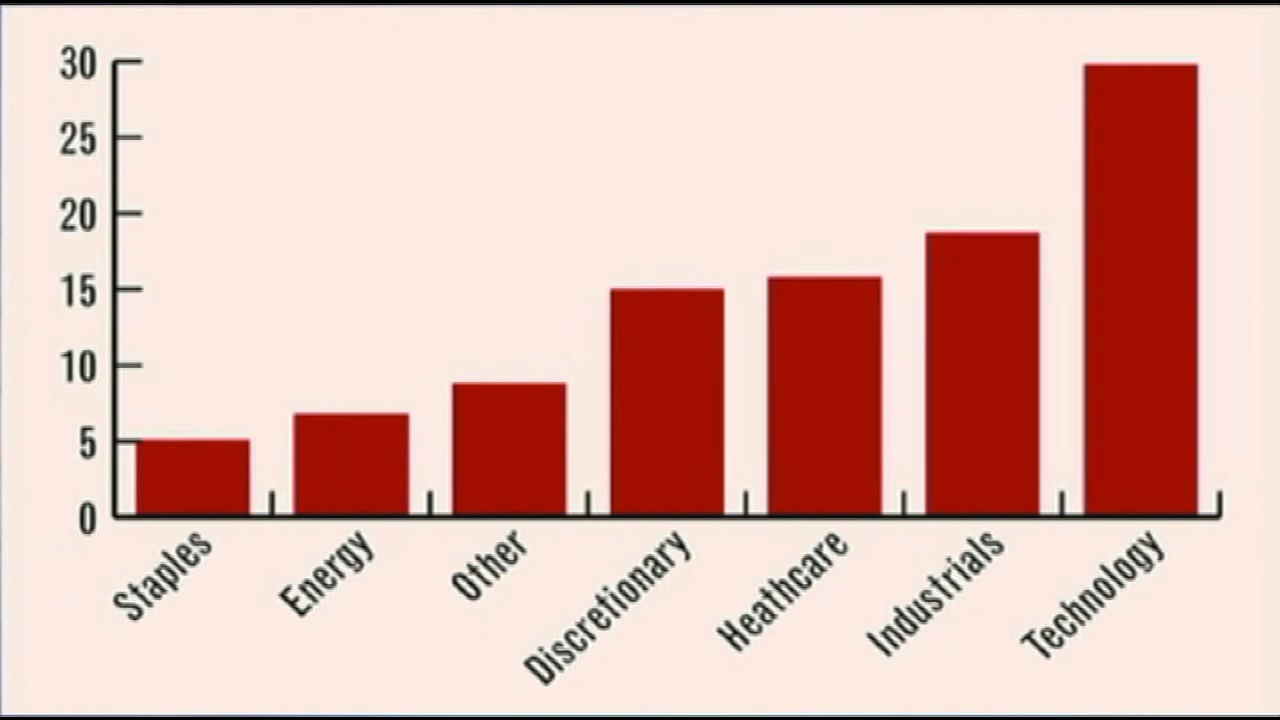 30
25
20
15
10
5
0
Staples
Energy
Other
Discretionary
Heathcare
Industrials
Technology